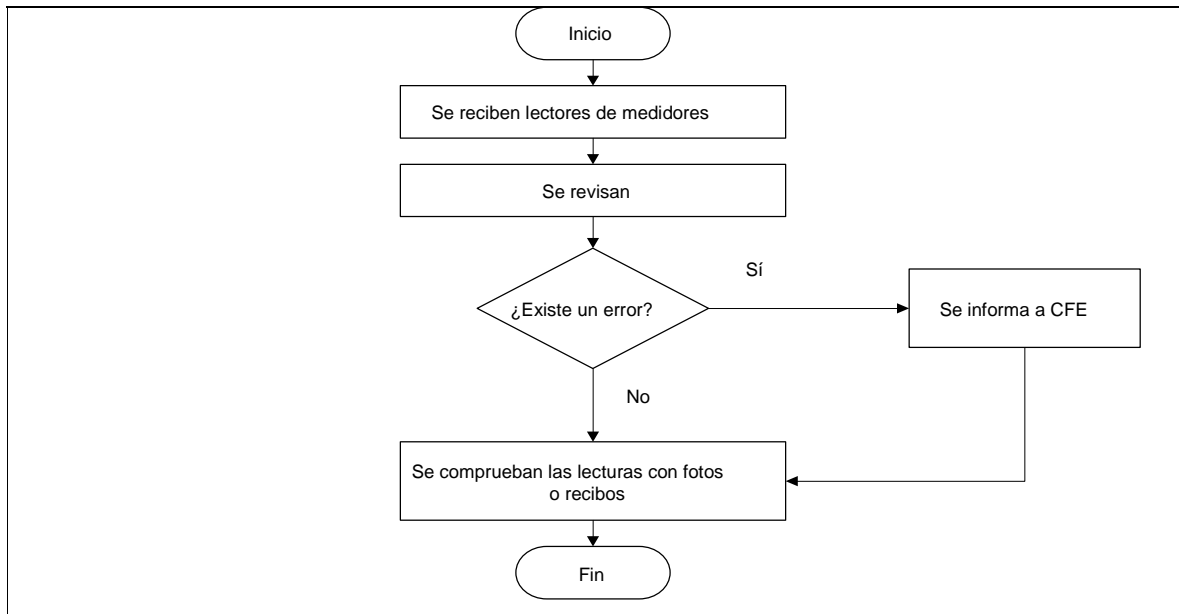 Inicio
Se reciben lectores de medidores
Se revisan
¿Existe un error?
Sí
Se informa a CFE
No
Se comprueban las lecturas con fotos
o recibos
Fin